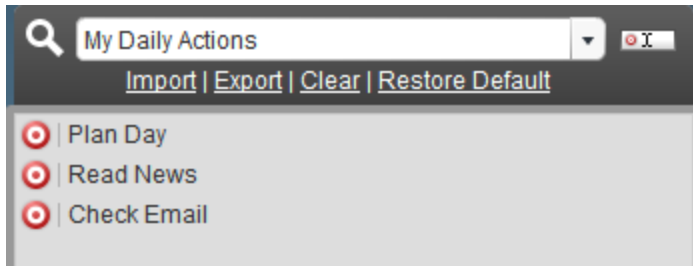 My Daily Actions
Import | Export | Clear | Restore Default
Plan Day
Read News
Check Email